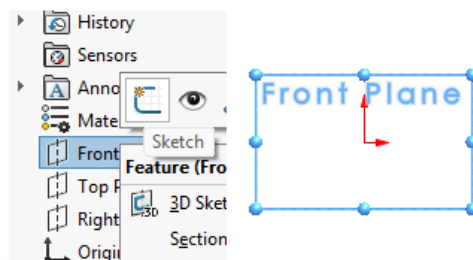 History
Sensors
Anno
Mate
Sketch
Front
Feature (Fro
Top P
3D Sket
Right
Section
Origi
Front Plane